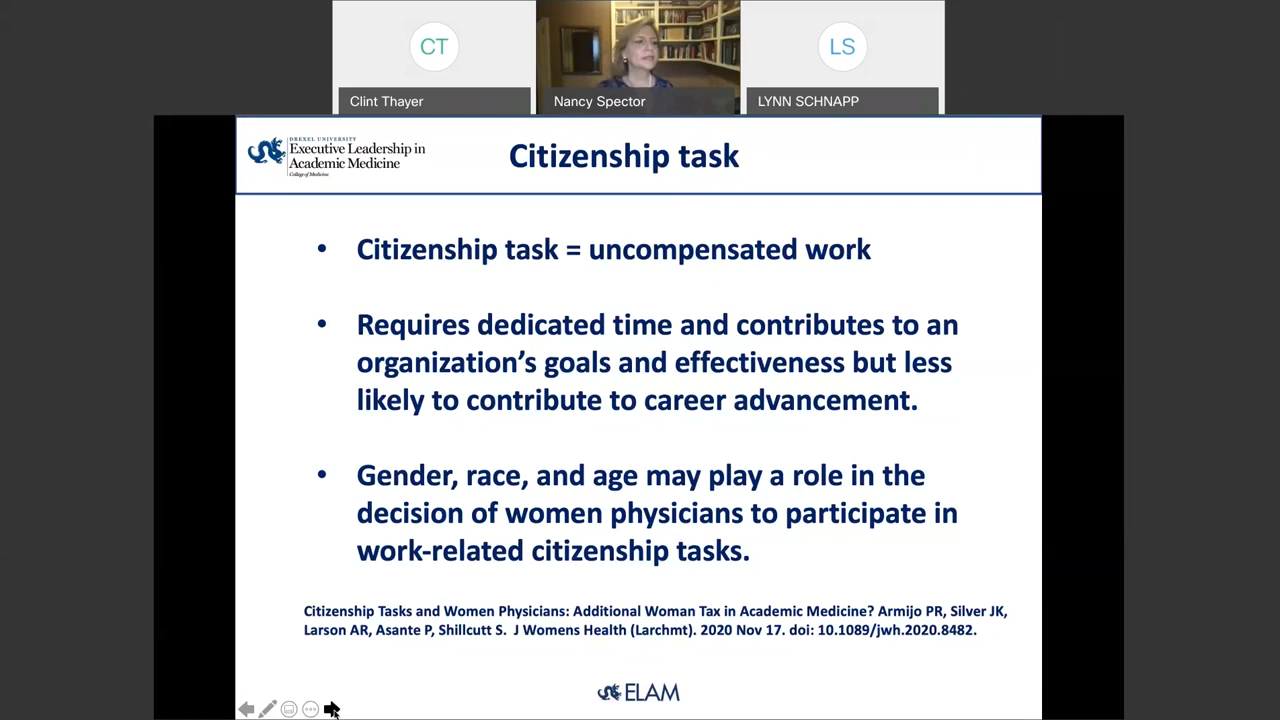 CT
LS
Clint Thayer
Nancy Spector
LYNN SCHNAPP
DREXEL UNIVERSITY
Executive Leadership in
Academic Medicine
College of Medicine
Citizenship task
• Citizenship task = uncompensated work
• Requires dedicated time and contributes to an
organization’s goals and effectiveness but less
likely to contribute to career advancement.
• Gender, race, and age may play a role in the
decision of women physicians to participate in
work-related citizenship tasks.
Citizenship Tasks and Women Physicians: Additional Woman Tax in Academic Medicine? Armijo PR, Silver JK,
Larson AR, Asante P, Shillcutt S. J Womens Health (Larchmt). 2020 Nov 17. doi: 10.1089/jwh.2020.8482.
ELAM